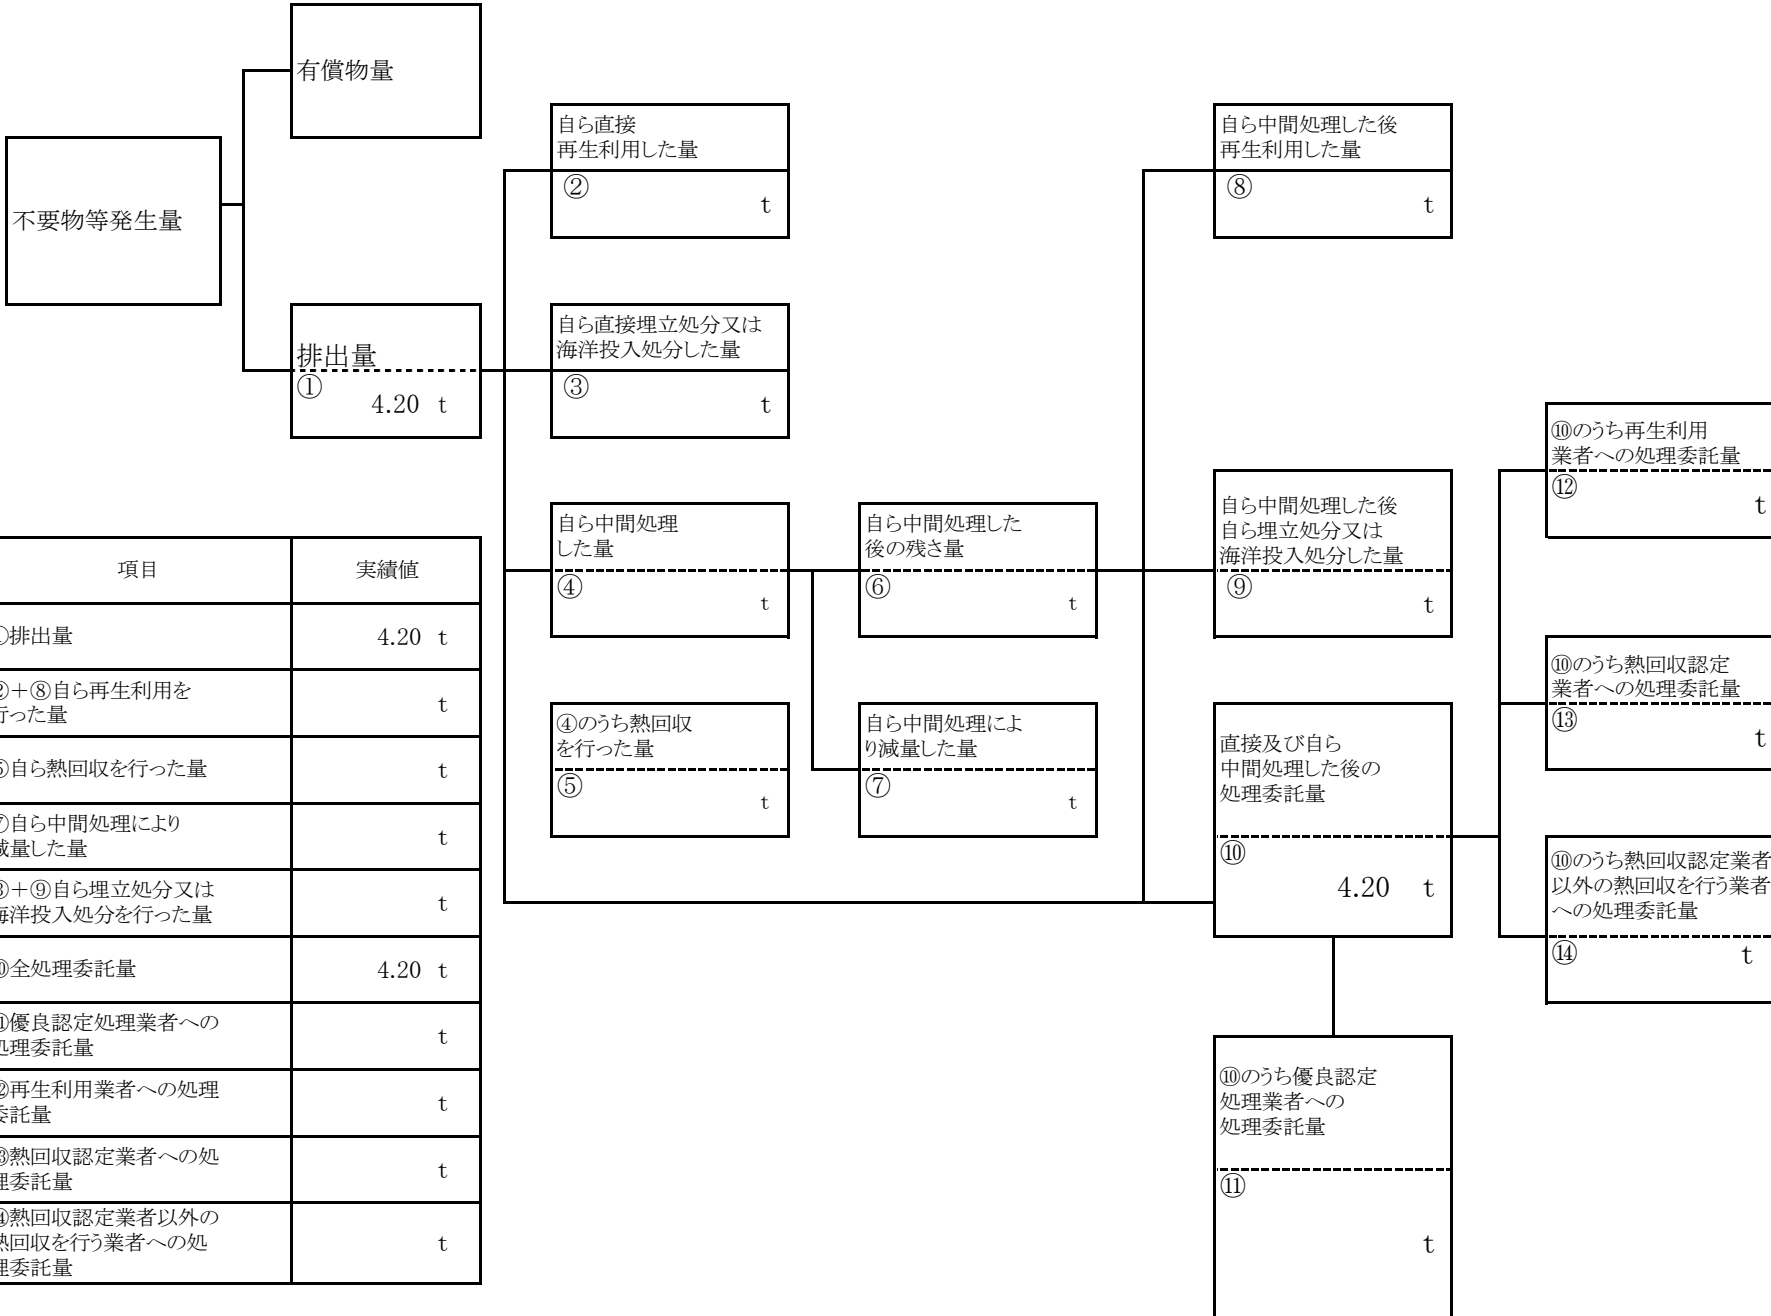 有償物量
不要物等発生量
排出量
①
4.20 t
自ら直接
再生利用した量
②
t
自ら直接埋立処分又は
海洋投入処分した量
③
t
自ら中間処理
した量
④
t
④のうち熱回収
を行った量
⑤
t
自ら中間処理した
後の残さ量
⑥
t
自ら中間処理によ
り減量した量
⑦
t
自ら中間処理した後
再生利用した量
⑧
t
自ら中間処理した後
自ら埋立処分又は
海洋投入処分した量
⑨
t
直接及び自ら
中間処理した後の
処理委託量
⑩
4.20 t
⑩のうち優良認定
処理業者への
処理委託量
⑪
t
⑩のうち再生利用
業者への処理委託量
⑫
t
⑩のうち熱回収認定
業者への処理委託量
⑬
t
⑩のうち熱回収認定業者
以外の熱回収を行う業者
への処理委託量
⑭
t
項目 実績値
①排出量 4.20 t
②+⑧自ら再生利用を
行った量 t
⑤自ら熱回収を行った量 t
⑦自ら中間処理により
減量した量 t
③+⑨自ら埋立処分又は
海洋投入処分を行った量 t
⑩全処理委託量 4.20 t
⑪優良認定処理業者への
処理委託量 t
⑫再生利用業者への処理
委託量 t
⑬熱回収認定業者への処
理委託量 t
⑭熱回収認定業者以外の
熱回収を行う業者への処
理委託量 t